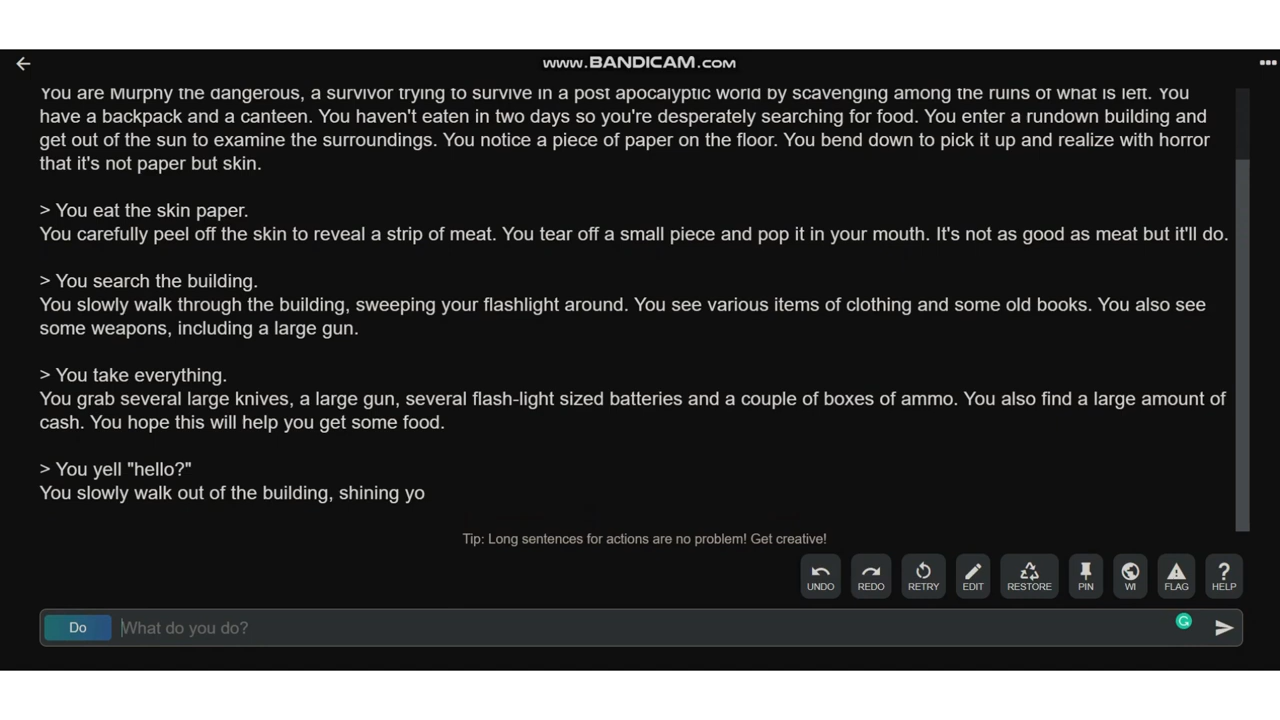 www.BANDICAM.com
You are Murphy the dangerous, a survivor trying to survive in a post apocalyptic world by scavenging among the ruins of what is left. You
have a backpack and a canteen. You haven't eaten in two days so you're desperately searching for food. You enter a rundown building and
get out of the sun to examine the surroundings. You notice a piece of paper on the floor. You bend down to pick it up and realize with horror
that it's not paper but skin.
> You eat the skin paper.
You carefully peel off the skin to reveal a strip of meat. You tear off a small piece and pop it in your mouth. It's not as good as meat but it'll do.
> You search the building.
You slowly walk through the building, sweeping your flashlight around. You see various items of clothing and some old books. You also see
some weapons, including a large gun.
> You take everything.
You grab several large knives, a large gun, several flash-light sized batteries and a couple of boxes of ammo. You also find a large amount of
cash. You hope this will help you get some food.
> You yell "hello?"
You slowly walk out of the building, shining yo
Tip: Long sentences for actions are no problem! Get creative!
UNDO REDO RETRY EDIT RESTORE PIN WI FLAG HELP
Do What do you do?